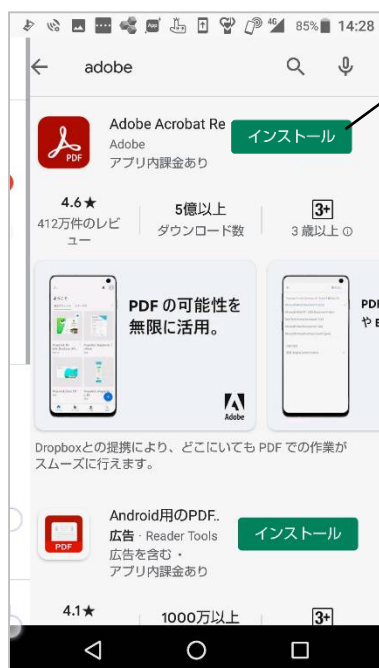 4G 85% 14:28
adobe
Adobe Acrobat Re
Adobe
アプリ内課金あり
インストール
PDF
4.6★
412万件のレビ
ュー
5億以上
ダウンロード数
3+
3 歳以上
PDF の可能性を
無限に活用。
Adobe
PDF
や E
Dropboxとの提携により、どこにいても PDF での作業が
スムーズに行えます。
Android用のPDF..
広告・Reader Tools
広告を含む・
アプリ内課金あり
インストール
PDF
4.1★
1000万以上
3+